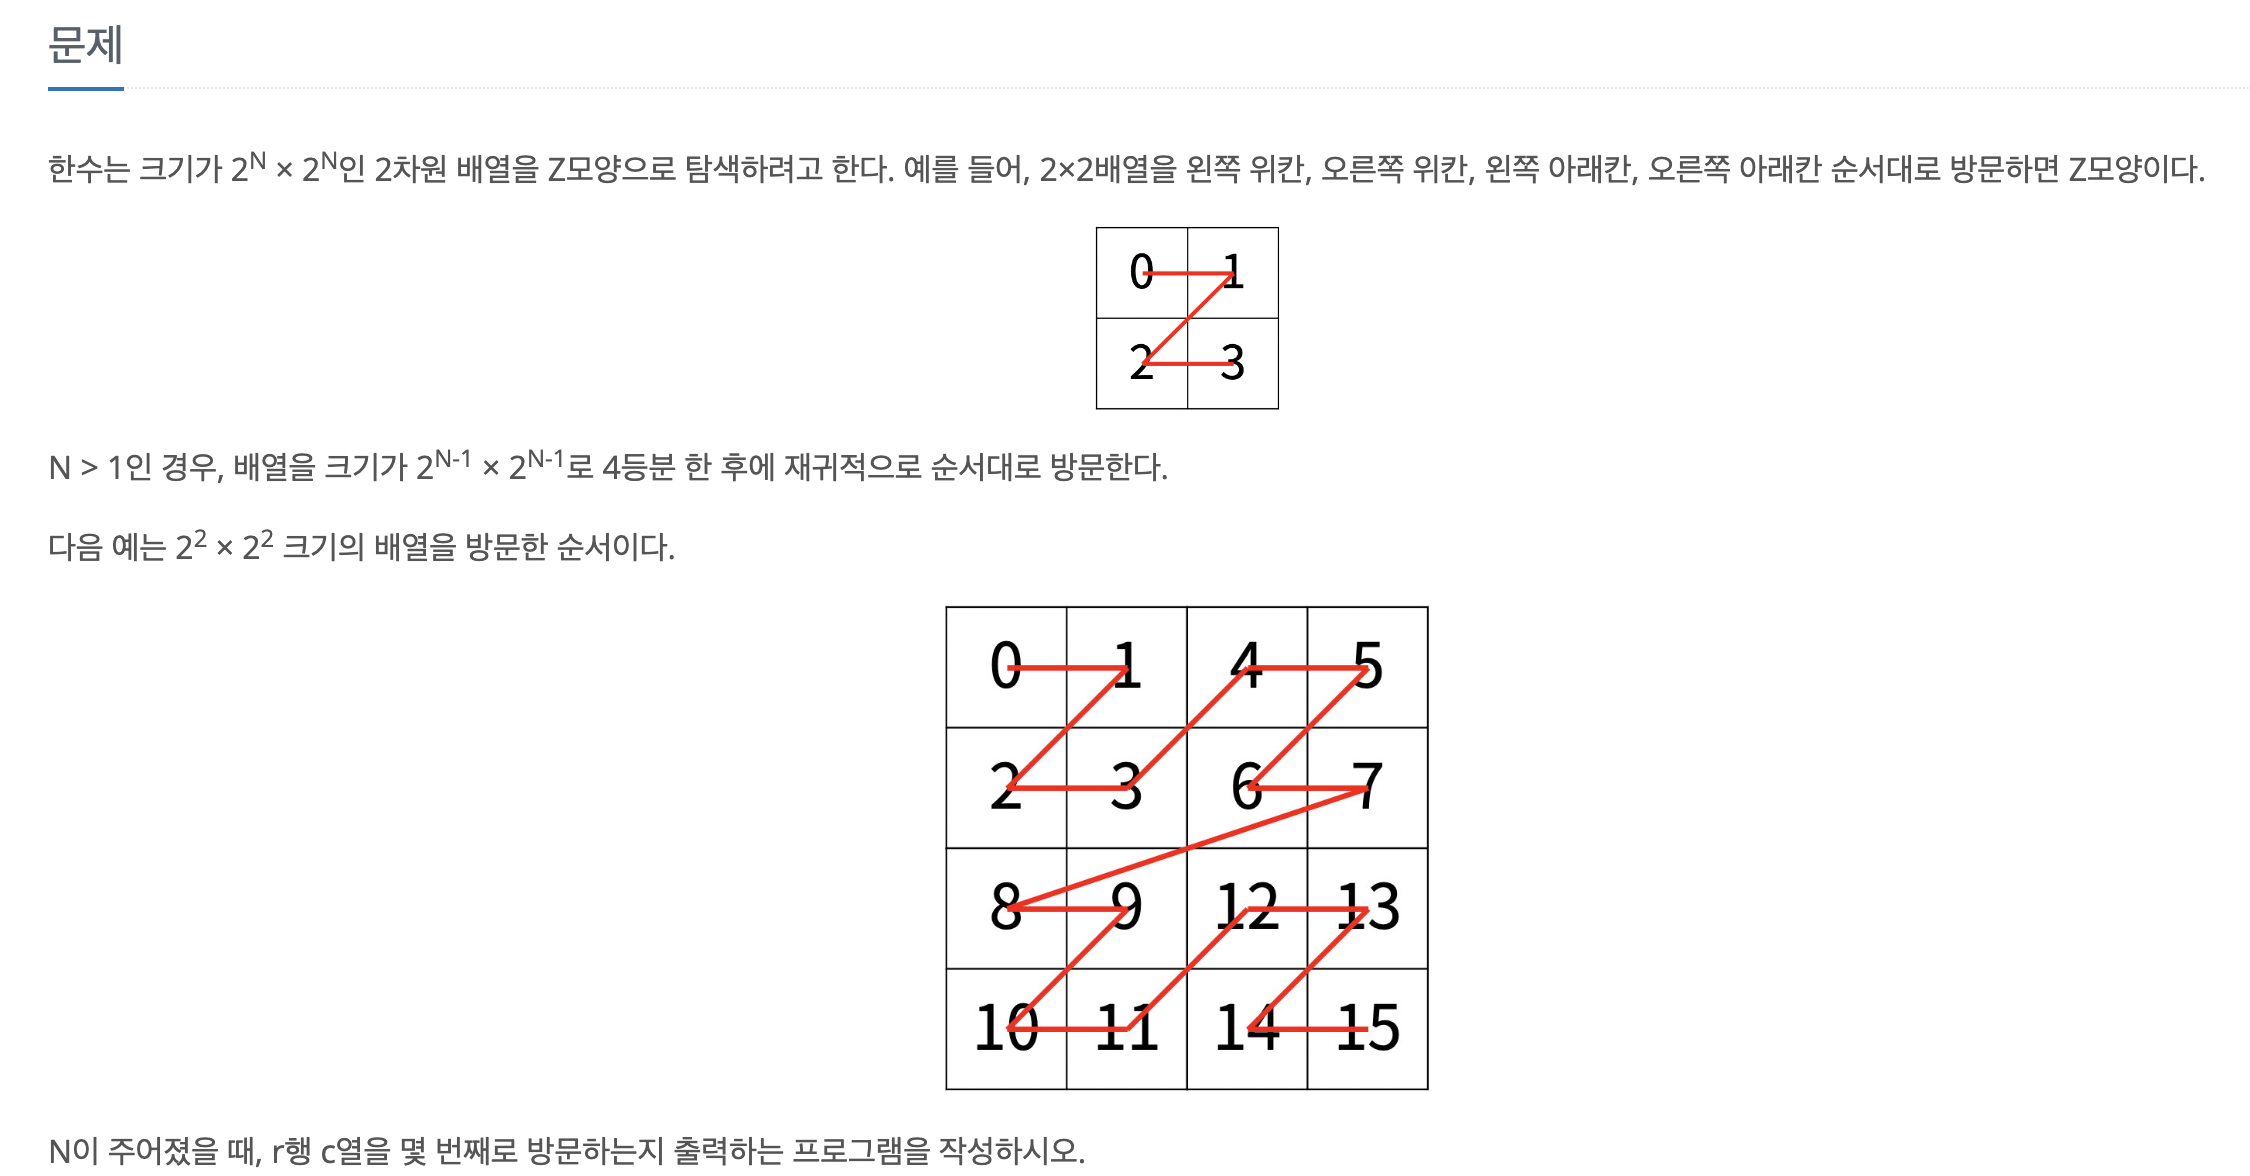 문제
한수는 크기가 2^N × 2^N인 2차원 배열을 Z모양으로 탐색하려고 한다. 예를 들어, 2×2배열을 왼쪽 위칸, 오른쪽 위칸, 왼쪽 아래칸, 오른쪽 아래칸 순서대로 방문하면 Z모양이다.
0 1
2 3
N > 1인 경우, 배열을 크기가 2^N-1 × 2^N-1로 4등분 한 후에 재귀적으로 순서대로 방문한다.
다음 예는 2^2 × 2^2 크기의 배열을 방문한 순서이다.
0 1 4 5
2 3 6 7
8 9 12 13
10 11 14 15
N이 주어졌을 때, r행 c열을 몇 번째로 방문하는지 출력하는 프로그램을 작성하시오.